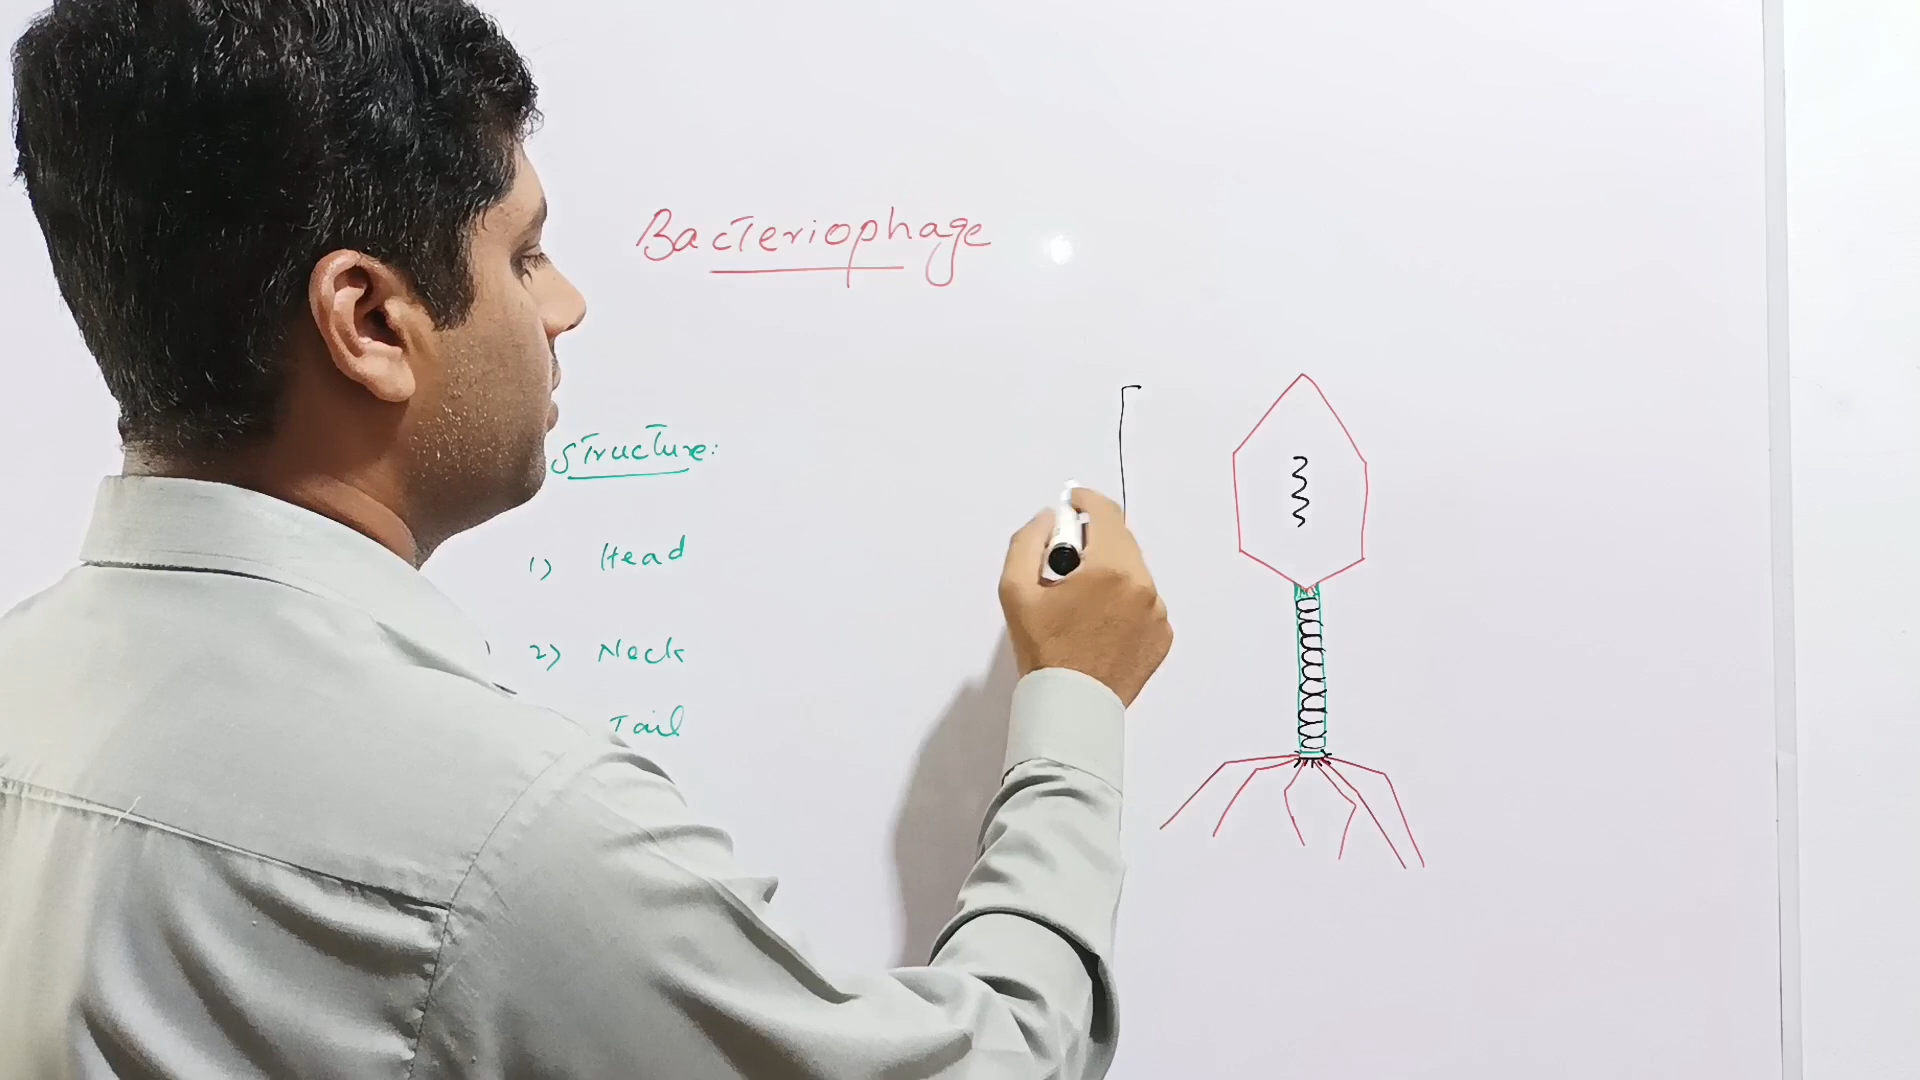 Bacteriophage
Structure:
1) Head
2) Neck
Tail